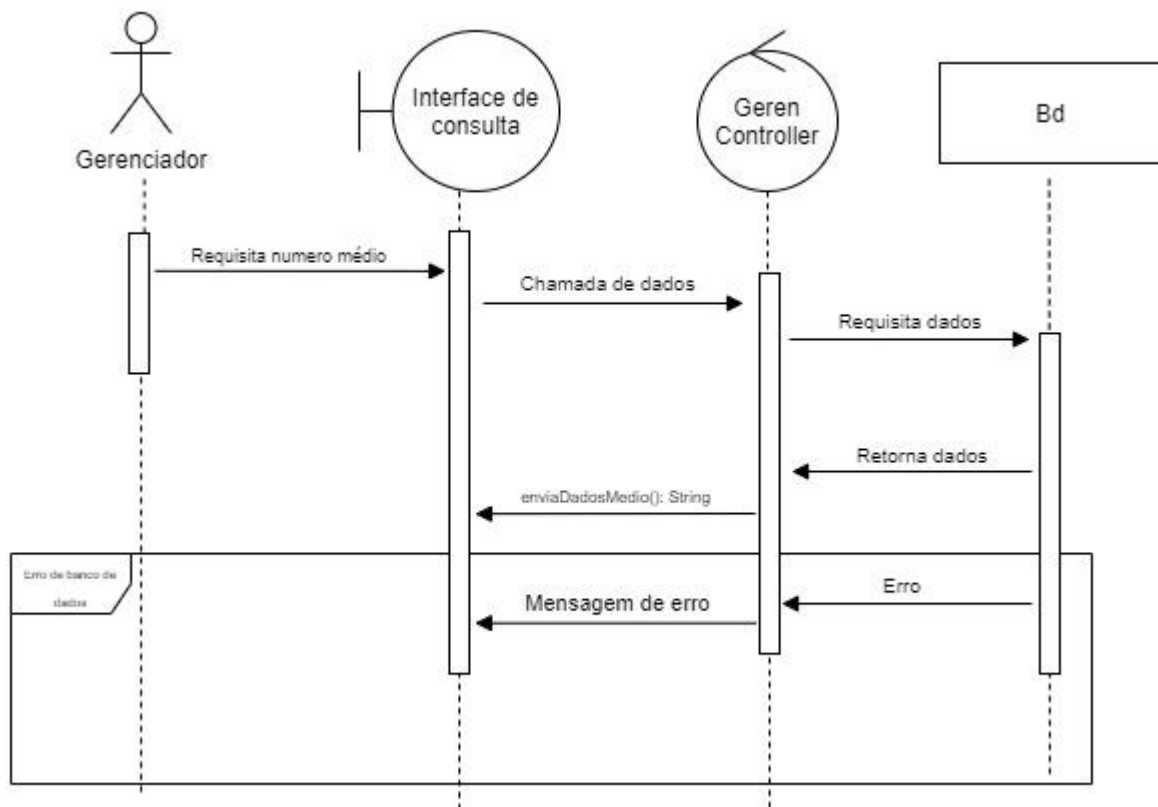 Interface de
consulta
Geren
Controller
Bd
Gerenciador
Requisita numero médio
Chamada de dados
Requisita dados
Retorna dados
enviaDadosMedio(): String
Erro de banco de
dados
Erro
Mensagem de erro